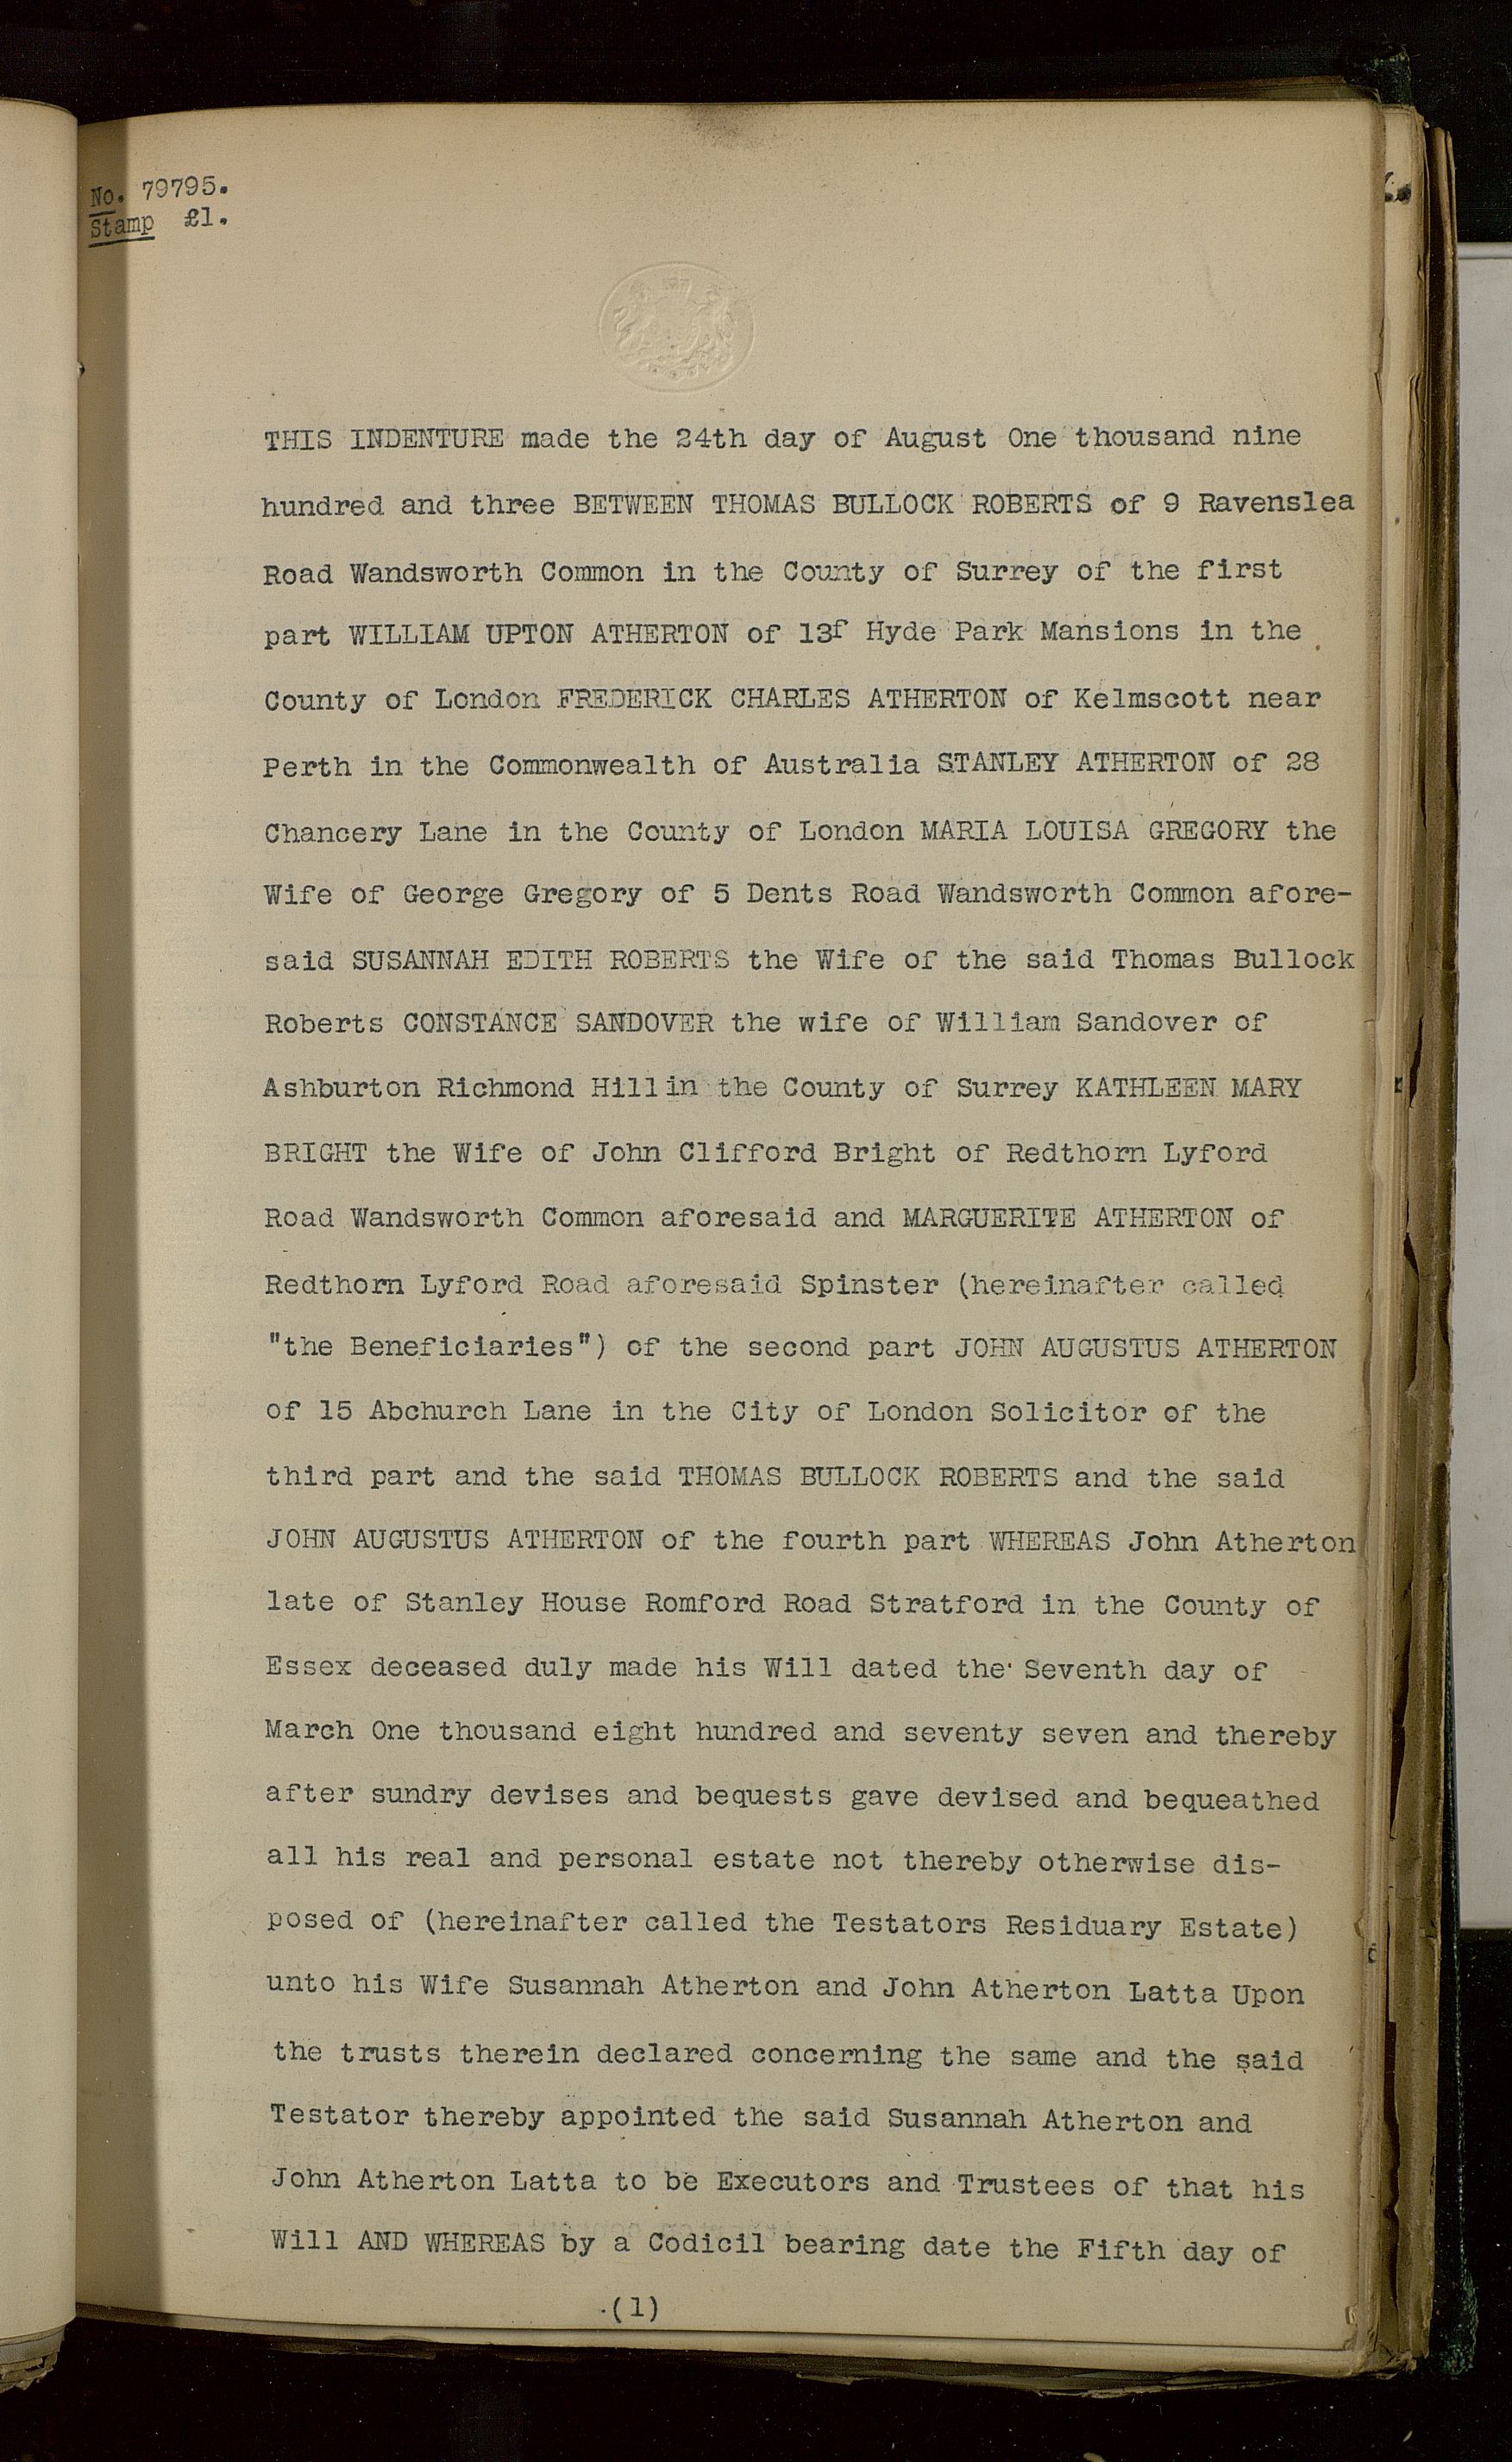 No. 79795.
Stamp £1.
THIS INDENTURE made the 24th day of August One thousand nine
hundred and three BETWEEN THOMAS BULLOCK ROBERTS of 9 Ravenslea
Road Wandsworth Common in the County of Surrey of the first
part WILLIAM UPTON ATHERTON of 13f Hyde Park Mansions in the
County of London FREDERICK CHARLES ATHERTON of Kelmscott near
Perth in the Commonwealth of Australia STANLEY ATHERTON of 28
Chancery Lane in the County of London MARIA LOUISA GREGORY the
Wife of George Gregory of 5 Dents Road Wandsworth Common afore-
said SUSANNAH EDITH ROBERTS the Wife of the said Thomas Bullock
Roberts CONSTANCE SANDOVER the wife of William Sandover of
Ashburton Richmond Hill in the County of Surrey KATHLEEN MARY
BRIGHT the Wife of John Clifford Bright of Redthorn Lyford
Road Wandsworth Common aforesaid and MARGUERITE ATHERTON of
Redthorn Lyford Road aforesaid Spinster (hereinafter called
"the Beneficiaries") of the second part JOHN AUGUSTUS ATHERTON
of 15 Abchurch Lane in the City of London Solicitor of the
third part and the said THOMAS BULLOCK ROBERTS and the said
JOHN AUGUSTUS ATHERTON of the fourth part WHEREAS John Atherton
late of Stanley House Romford Road Stratford in the County of
Essex deceased duly made his Will dated the Seventh day of
March One thousand eight hundred and seventy seven and thereby
after sundry devises and bequests gave devised and bequeathed
all his real and personal estate not thereby otherwise dis-
posed of (hereinafter called the Testators Residuary Estate)
unto his Wife Susannah Atherton and John Atherton Latta Upon
the trusts therein declared concerning the same and the said
Testator thereby appointed the said Susannah Atherton and
John Atherton Latta to be Executors and Trustees of that his
Will AND WHEREAS by a Codicil bearing date the Fifth day of
(1)